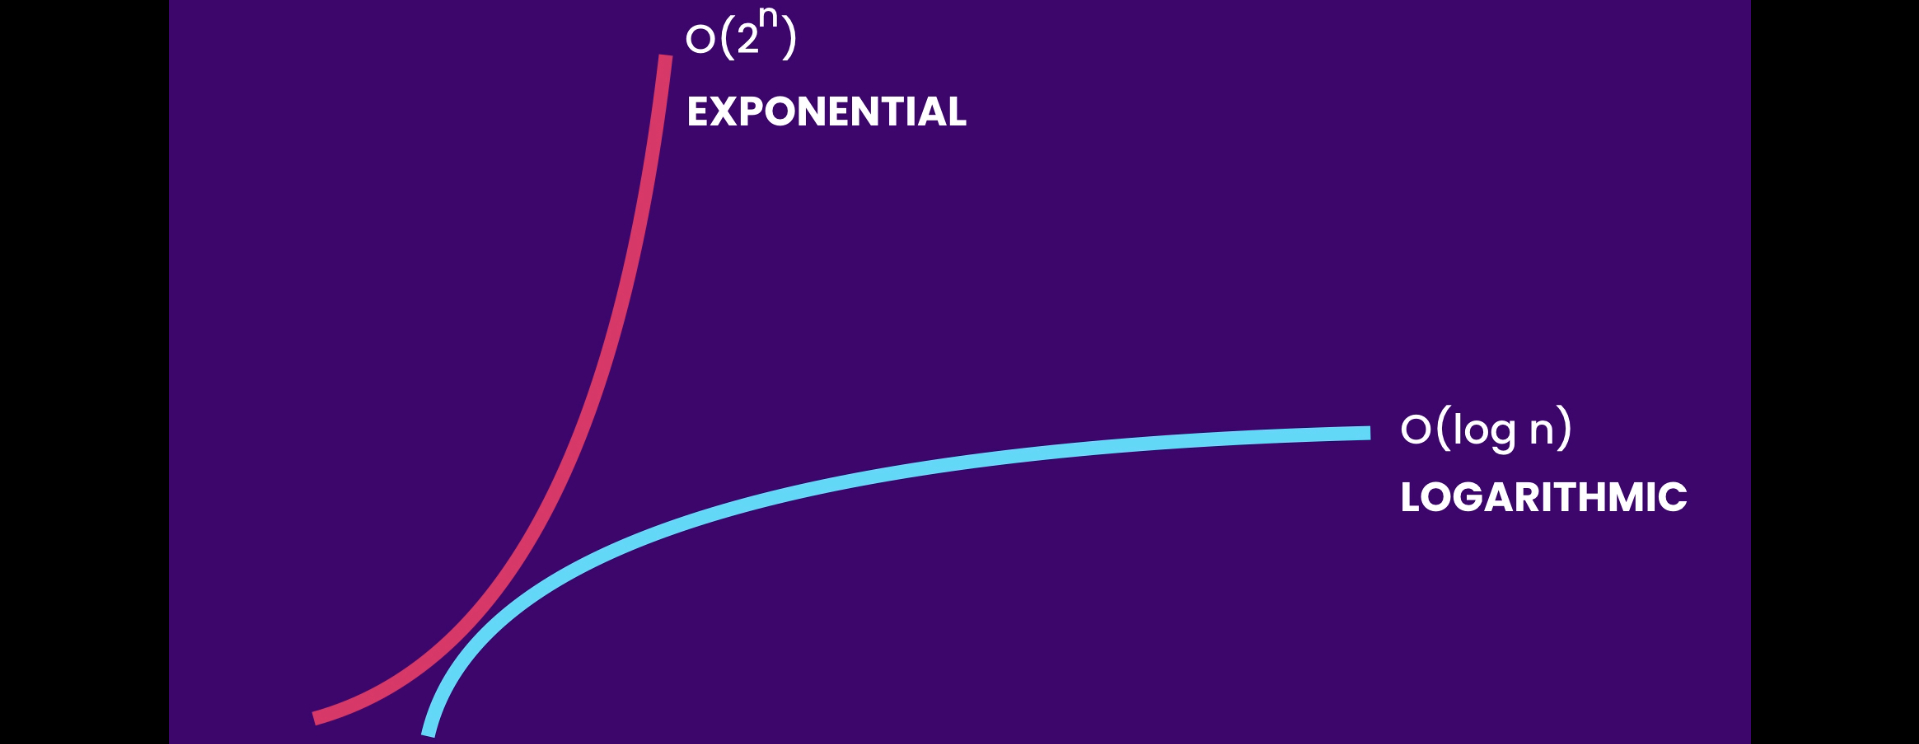 O(2ⁿ)
EXPONENTIAL
O(log n)
LOGARITHMIC